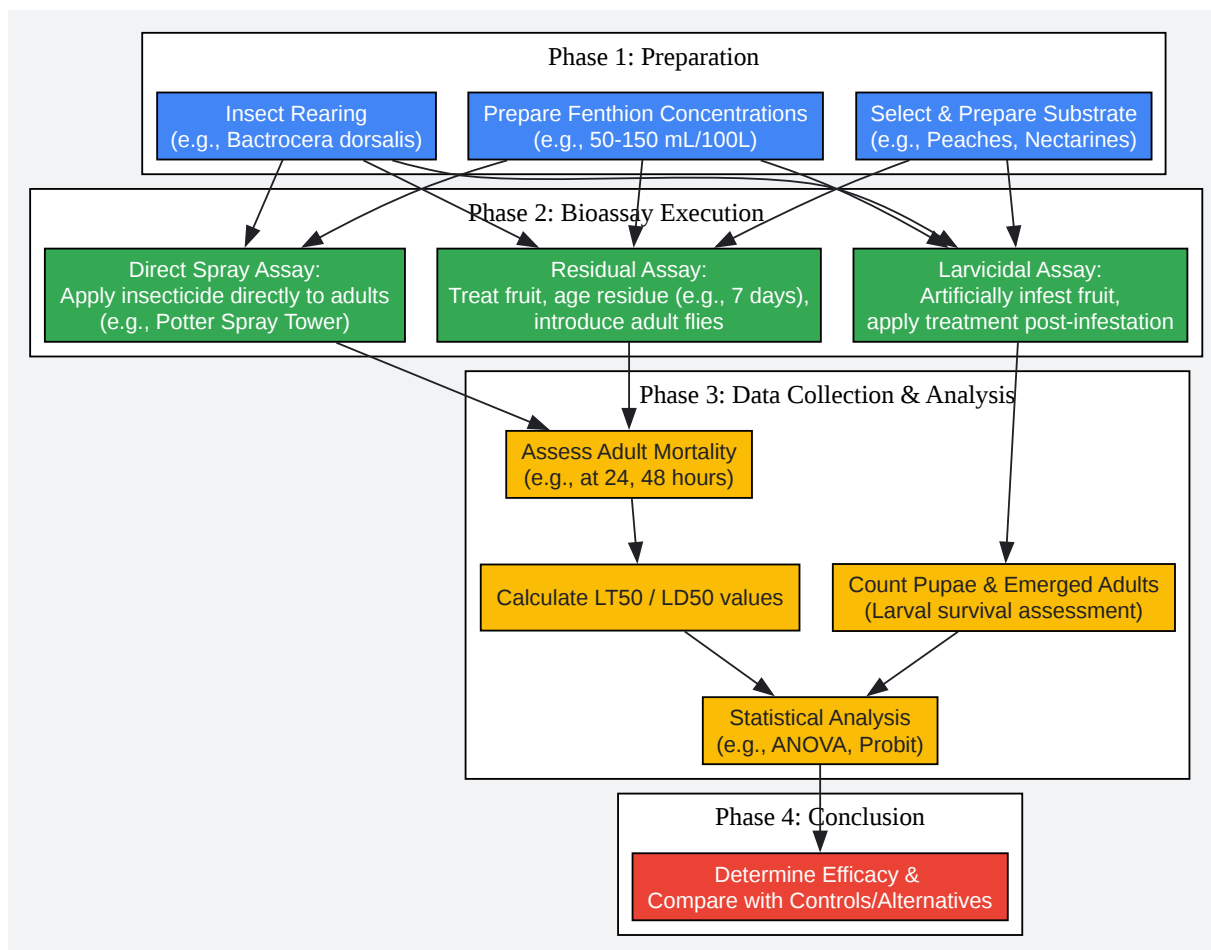 Phase 1: Preparation
Insect Rearing
(e.g., Bactrocera dorsalis)
Prepare Fenthion Concentrations
(e.g., 50-150 mL/100L)
Select & Prepare Substrate
(e.g., Peaches, Nectarines)
Phase 2: Bioassay Execution
Direct Spray Assay:
Apply insecticide directly to adults
(e.g., Potter Spray Tower)
Residual Assay:
Treat fruit, age residue (e.g., 7 days),
introduce adult flies
Larvicidal Assay:
Artificially infest fruit,
apply treatment post-infestation
Phase 3: Data Collection & Analysis
Assess Adult Mortality
(e.g., at 24, 48 hours)
Calculate LT50 / LD50 values
Count Pupae & Emerged Adults
(Larval survival assessment)
Statistical Analysis
(e.g., ANOVA, Probit)
Phase 4: Conclusion
Determine Efficacy &
Compare with Controls/Alternatives